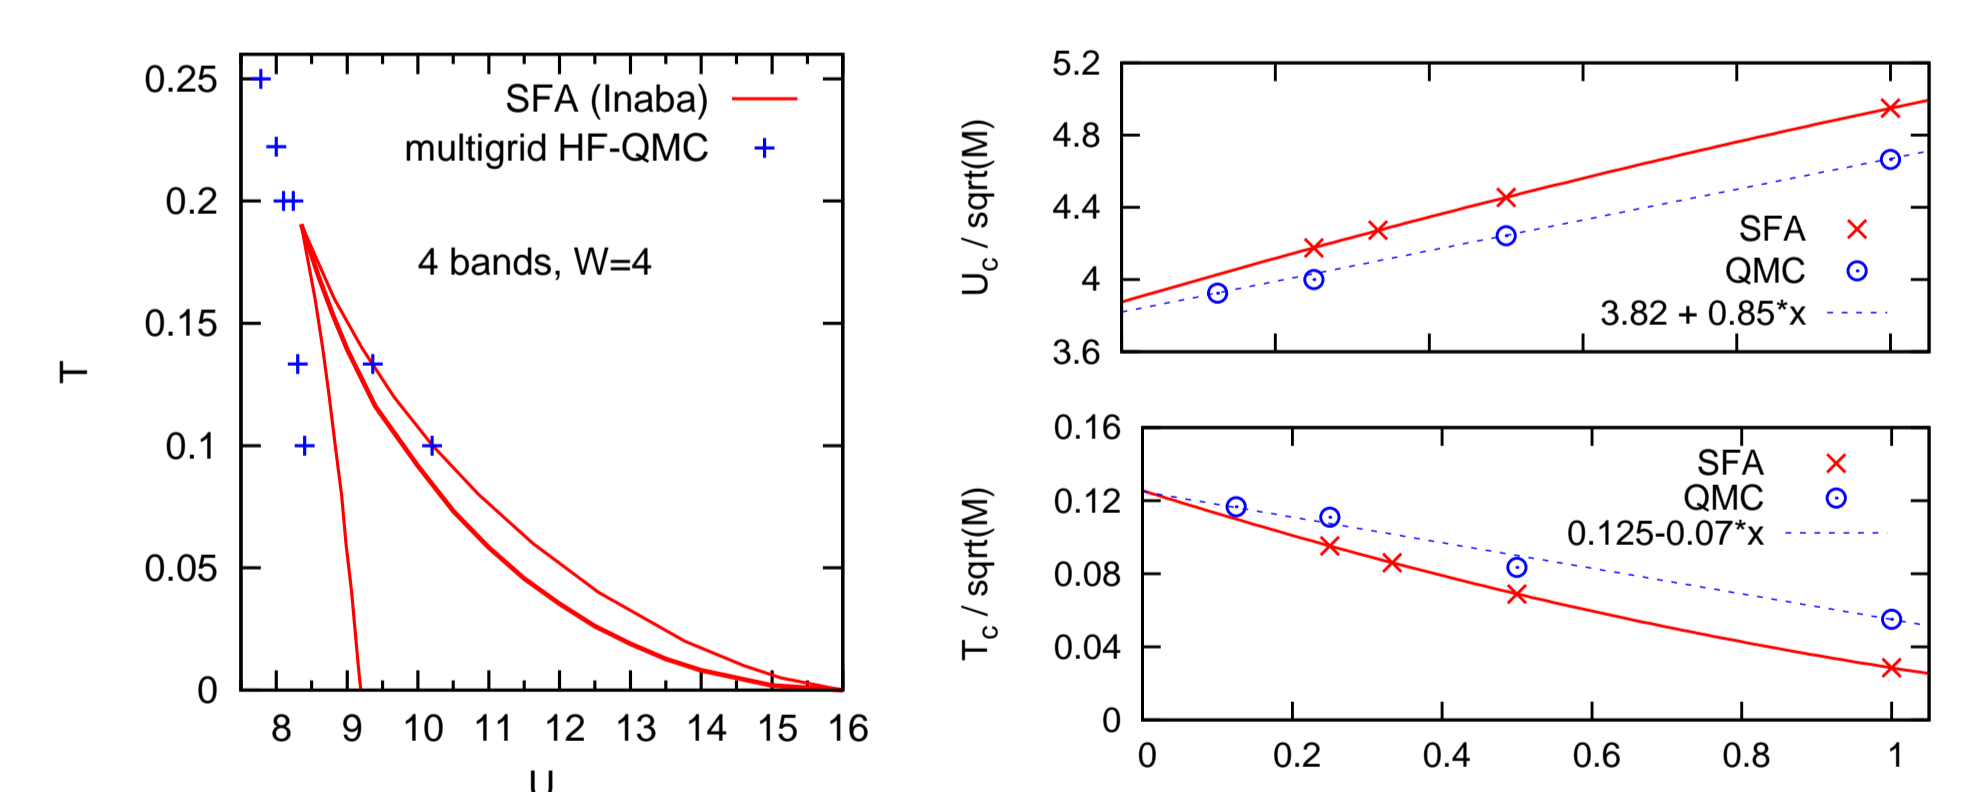 0.25
0.2
0.15
0.1
0.05
0
T
SFA (Inaba)
multigrid HF-QMC
4 bands, W=4
8 9 10 11 12 13 14 15 16
U
5.2
4.8
4.4
4
3.6
Uc / sqrt(M)
SFA
QMC
3.82 + 0.85*x
0.16
0.12
0.08
0.04
0
Tc / sqrt(M)
SFA
QMC
0.125-0.07*x
0 0.2 0.4 0.6 0.8 1